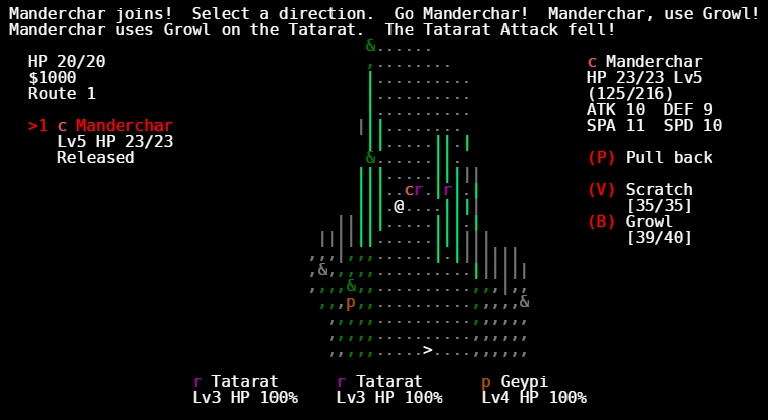 Manderchar joins!  Select a direction.  Go Manderchar!  Manderchar, use Growl!
Manderchar uses Growl on the Tatarat.  The Tatarat Attack fell!
HP 20/20
$1000
Route 1
>1 c Manderchar
Lv5 HP 23/23
Released
c Manderchar
HP 23/23 Lv5
(125/216)
ATK 10  DEF 9
SPA 11  SPD 10
(P) Pull back
(V) Scratch
[35/35]
(B) Growl
[39/40]
r Tatarat
Lv3 HP 100%
r Tatarat
Lv3 HP 100%
p Geypi
Lv4 HP 100%